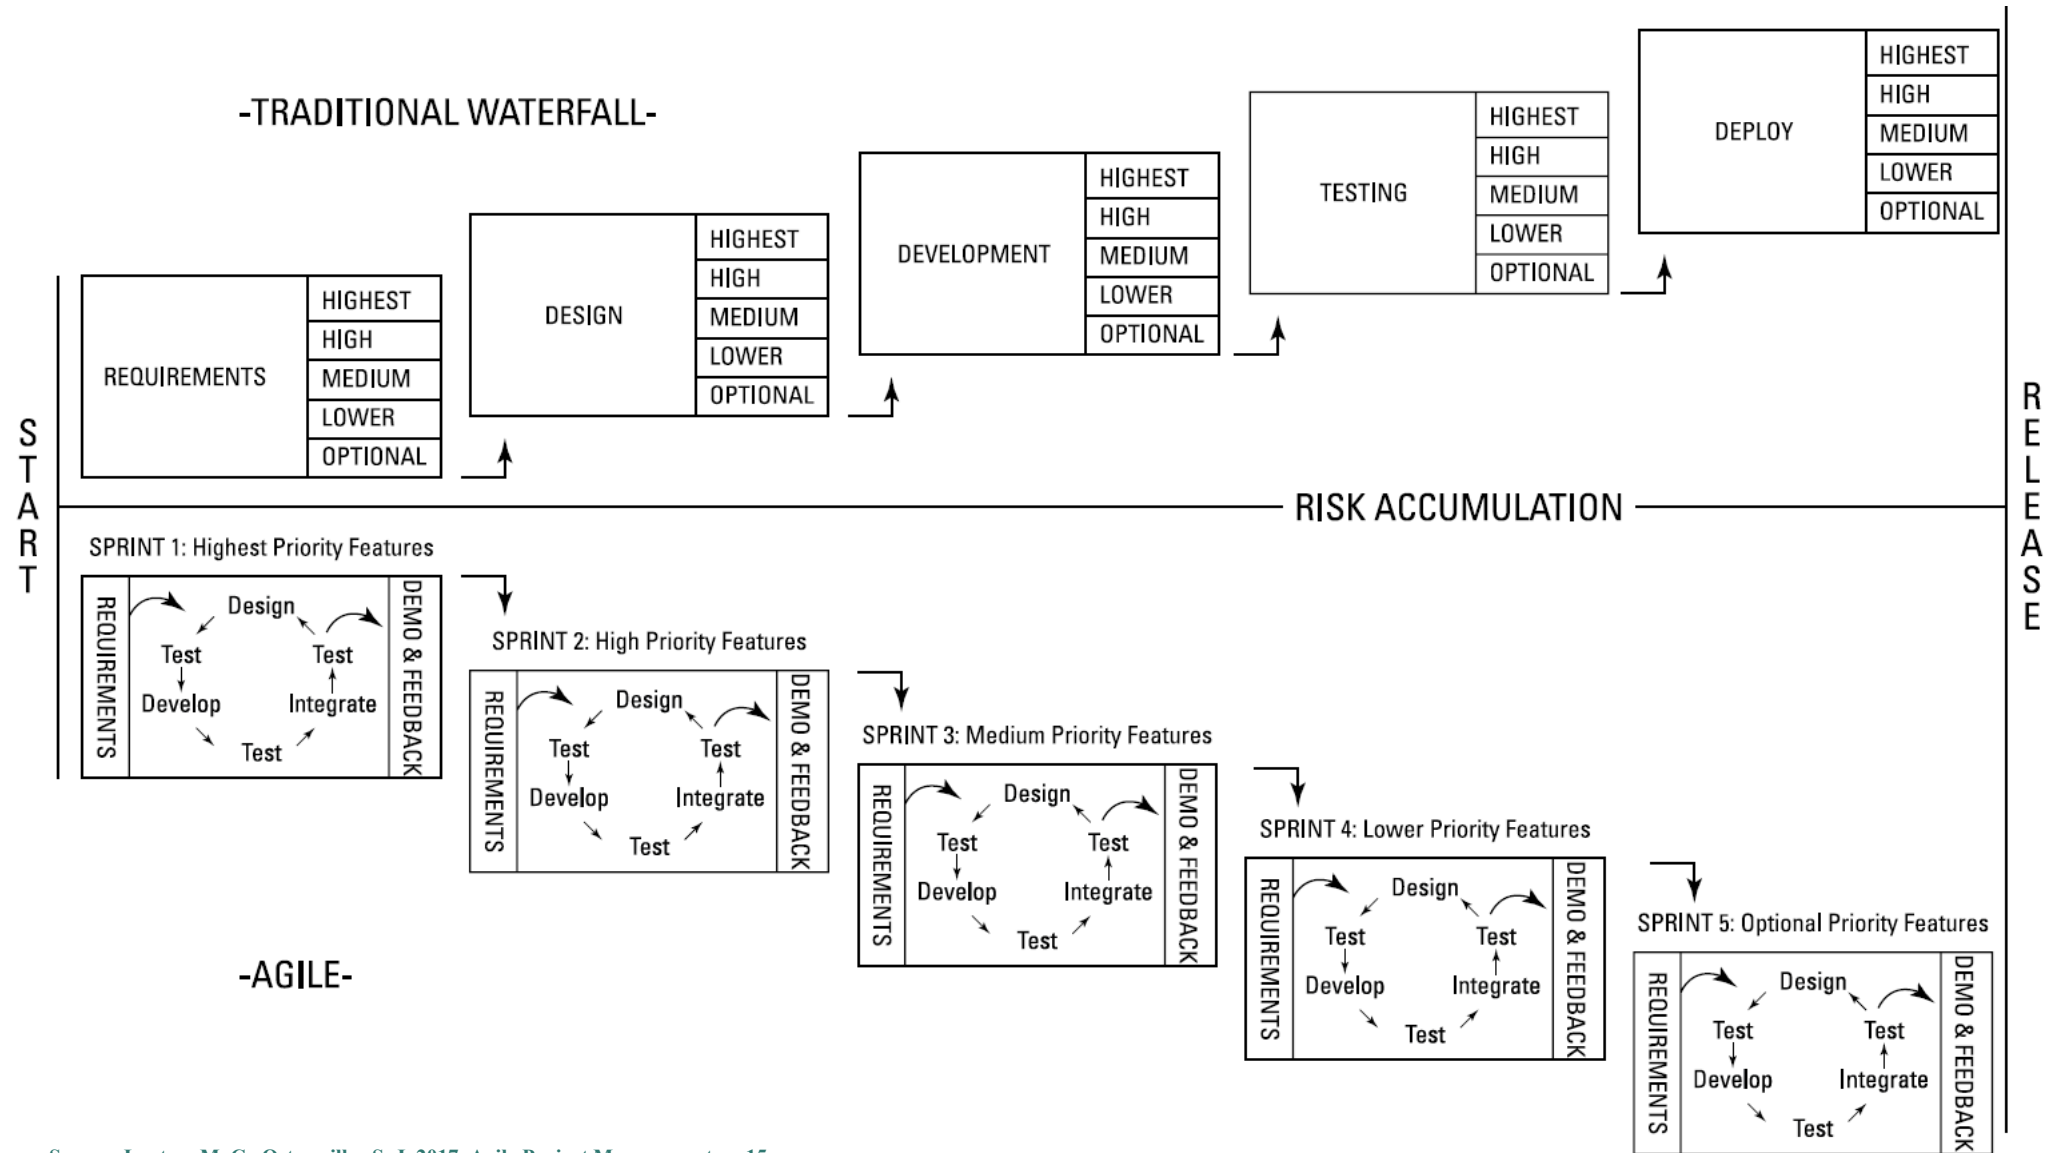 -TRADITIONAL WATERFALL-
REQUIREMENTS
HIGHEST
HIGH
MEDIUM
LOWER
OPTIONAL
DESIGN
HIGHEST
HIGH
MEDIUM
LOWER
OPTIONAL
DEVELOPMENT
HIGHEST
HIGH
MEDIUM
LOWER
OPTIONAL
TESTING
HIGHEST
HIGH
MEDIUM
LOWER
OPTIONAL
DEPLOY
HIGHEST
HIGH
MEDIUM
LOWER
OPTIONAL
START
RISK ACCUMULATION
RELEASE
SPRINT 1: Highest Priority Features
REQUIREMENTS
Design
Test
Develop
Test
Integrate
Test
DEMO & FEEDBACK
SPRINT 2: High Priority Features
REQUIREMENTS
Design
Test
Develop
Test
Integrate
Test
DEMO & FEEDBACK
SPRINT 3: Medium Priority Features
REQUIREMENTS
Design
Test
Develop
Test
Integrate
Test
DEMO & FEEDBACK
SPRINT 4: Lower Priority Features
REQUIREMENTS
Design
Test
Develop
Test
Integrate
Test
DEMO & FEEDBACK
SPRINT 5: Optional Priority Features
REQUIREMENTS
Design
Test
Develop
Test
Integrate
Test
DEMO & FEEDBACK
-AGILE-